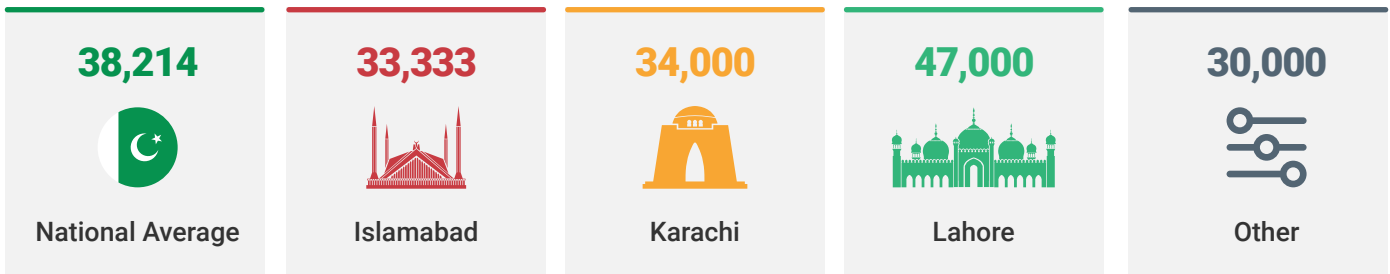 38,214
National Average
33,333
Islamabad
34,000
Karachi
47,000
Lahore
30,000
Other